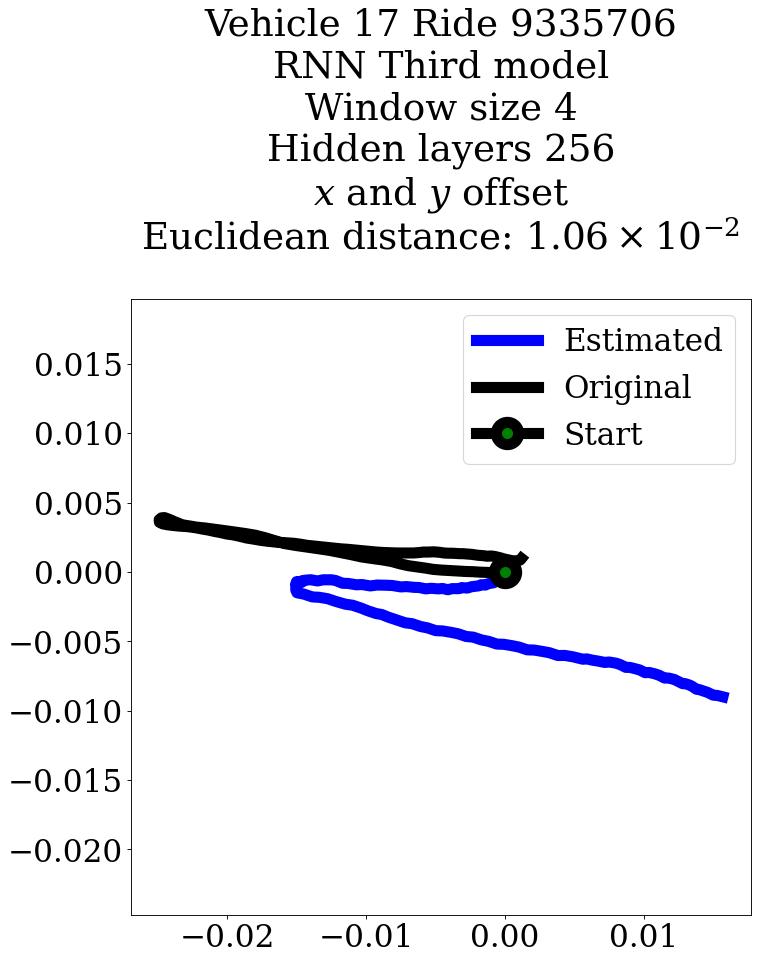 Vehicle 17 Ride 9335706
RNN Third model
Window size 4
Hidden layers 256
x and y offset
Euclidean distance: 1.06 × 10⁻²
Estimated
Original
Start
0.015
0.010
0.005
0.000
−0.005
−0.010
−0.015
−0.020
−0.02
−0.01
0.00
0.01